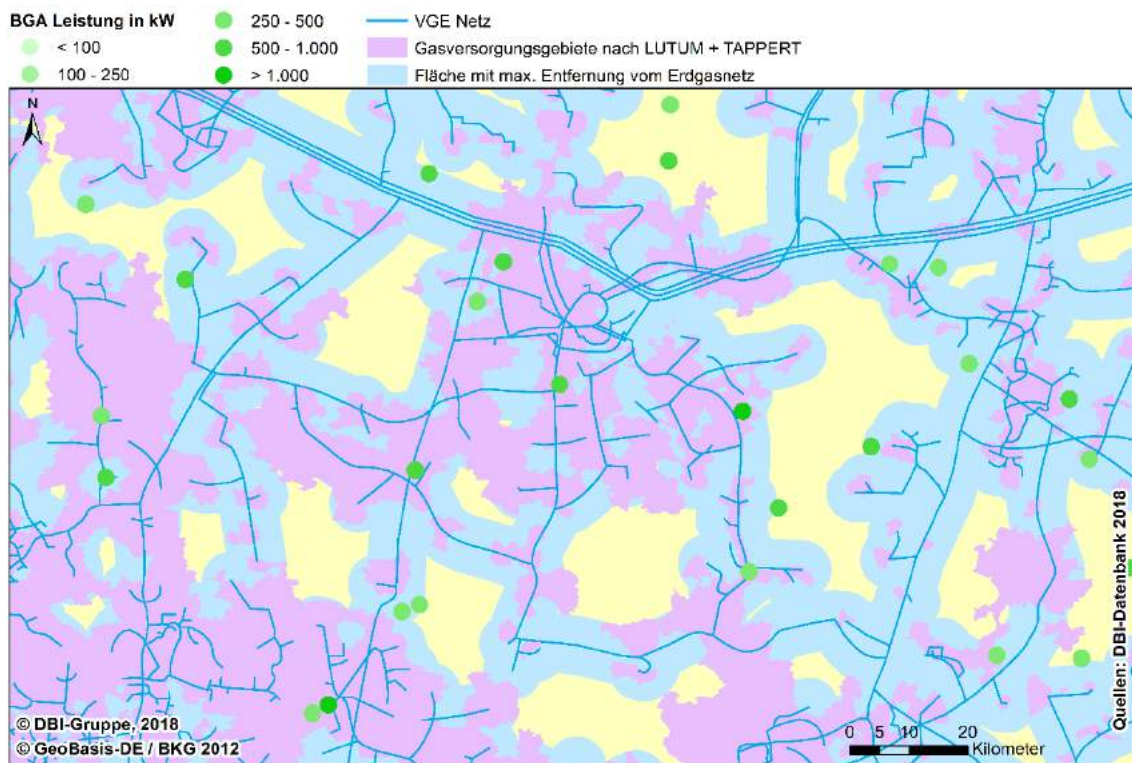 BGA Leistung in kW
< 100
100 - 250
250 - 500
500 - 1.000
> 1.000
VGE Netz
Gasversorgungsgebiete nach LUTUM + TAPPERT
Fläche mit max. Entfernung vom Erdgasnetz
N
Quellen: DBI-Datenbank 2018
© DBI-Gruppe, 2018
© GeoBasis-DE / BKG 2012
0 5 10 20
Kilometer